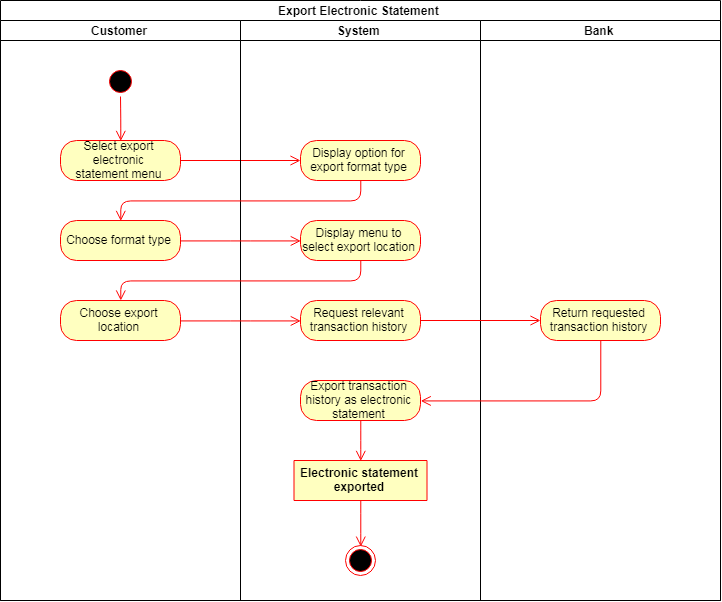 Export Electronic Statement
Customer
System
Bank
Select export
electronic
statement menu
Display option for
export format type
Choose format type
Display menu to
select export location
Choose export
location
Request relevant
transaction history
Return requested
transaction history
Export transaction
history as electronic
statement
Electronic statement
exported